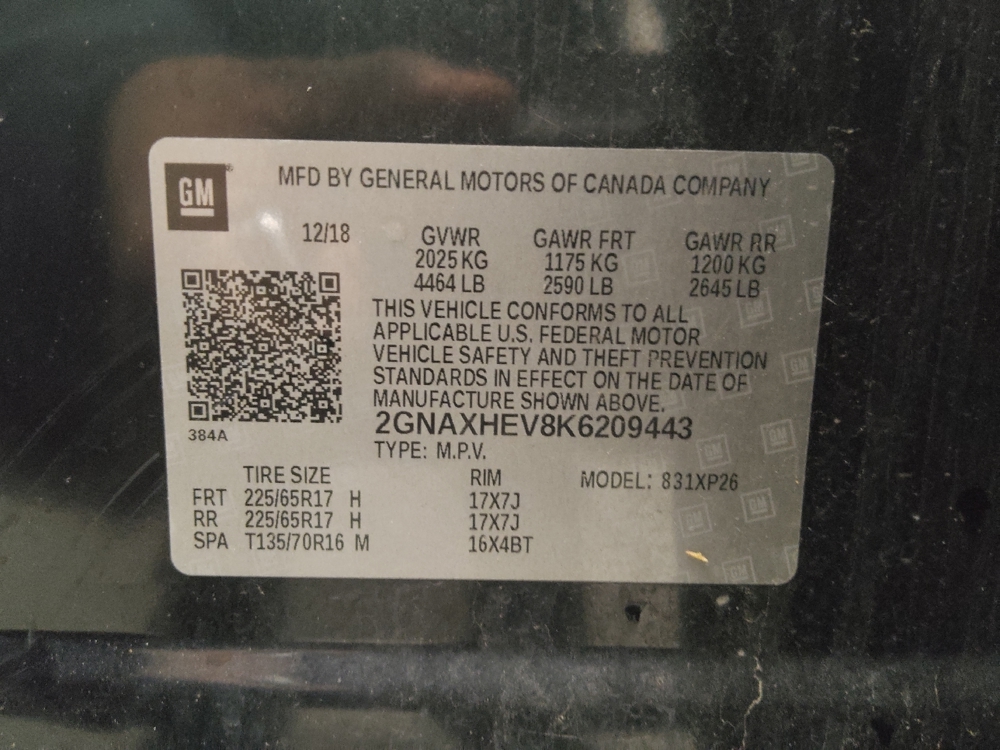 GM
MFD BY GENERAL MOTORS OF CANADA COMPANY
12/18 GVWR GAWR FRT GAWR RR
2025 KG 1175 KG 1200 KG
4464 LB 2590 LB 2645 LB
THIS VEHICLE CONFORMS TO ALL
APPLICABLE U.S. FEDERAL MOTOR
VEHICLE SAFETY AND THEFT PREVENTION
STANDARDS IN EFFECT ON THE DATE OF
MANUFACTURE SHOWN ABOVE.
2GNAXHEV8K6209443
384A
TYPE: M.P.V.
TIRE SIZE RIM MODEL: 831XP26
FRT 225/65R17 H 17X7J
RR 225/65R17 H 17X7J
SPA T135/70R16 M 16X4BT